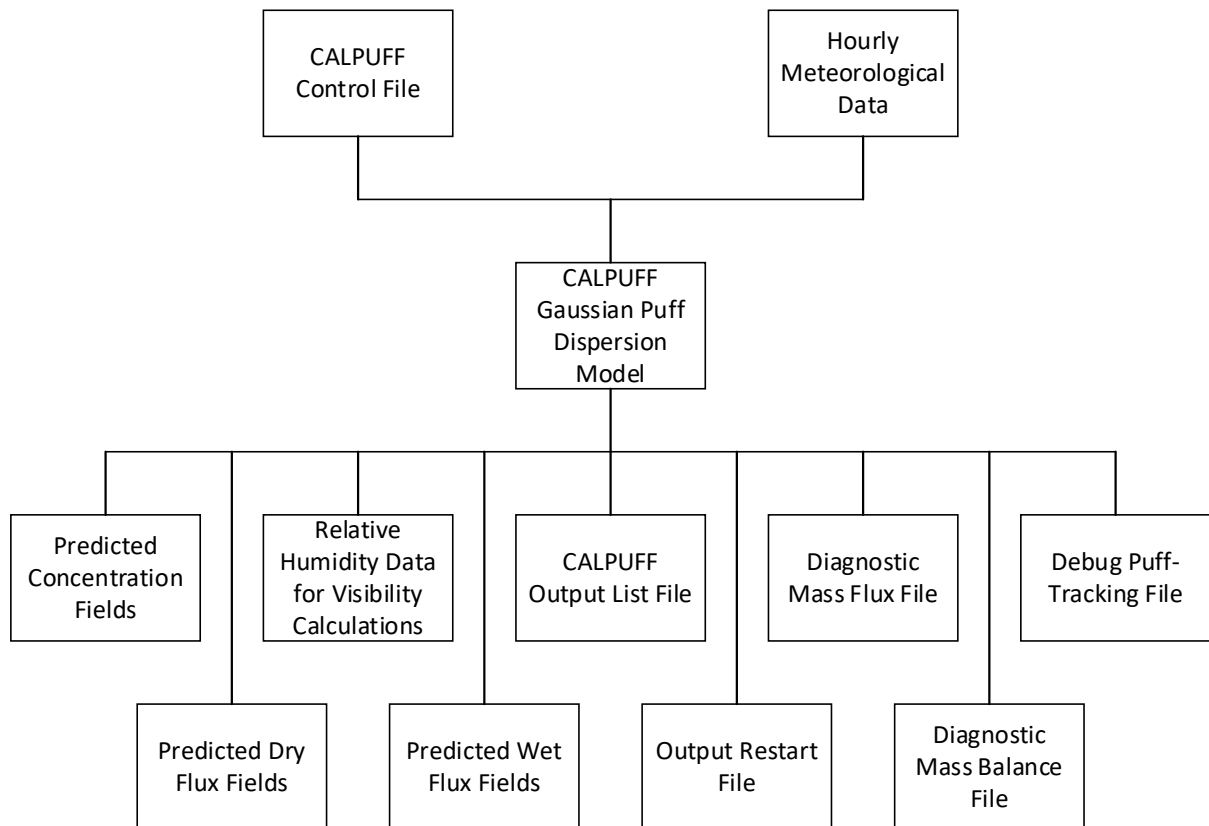 CALPUFF
Control File
Hourly
Meteorological
Data
CALPUFF
Gaussian Puff
Dispersion
Model
Predicted
Concentration
Fields
Relative
Humidity Data
for Visibility
Calculations
CALPUFF
Output List File
Diagnostic
Mass Flux File
Debug Puff-
Tracking File
Predicted Dry
Flux Fields
Predicted Wet
Flux Fields
Output Restart
File
Diagnostic
Mass Balance
File